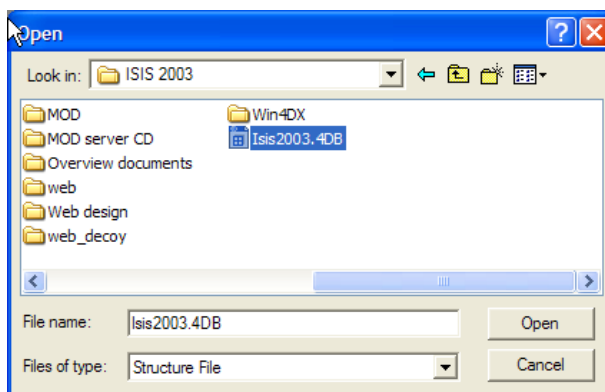 Open
Look in: ISIS 2003
MOD
MOD server CD
Overview documents
web
Web design
web_decoy
Win4DX
Isis2003.4DB
File name: Isis2003.4DB Open
Files of type: Structure File Cancel